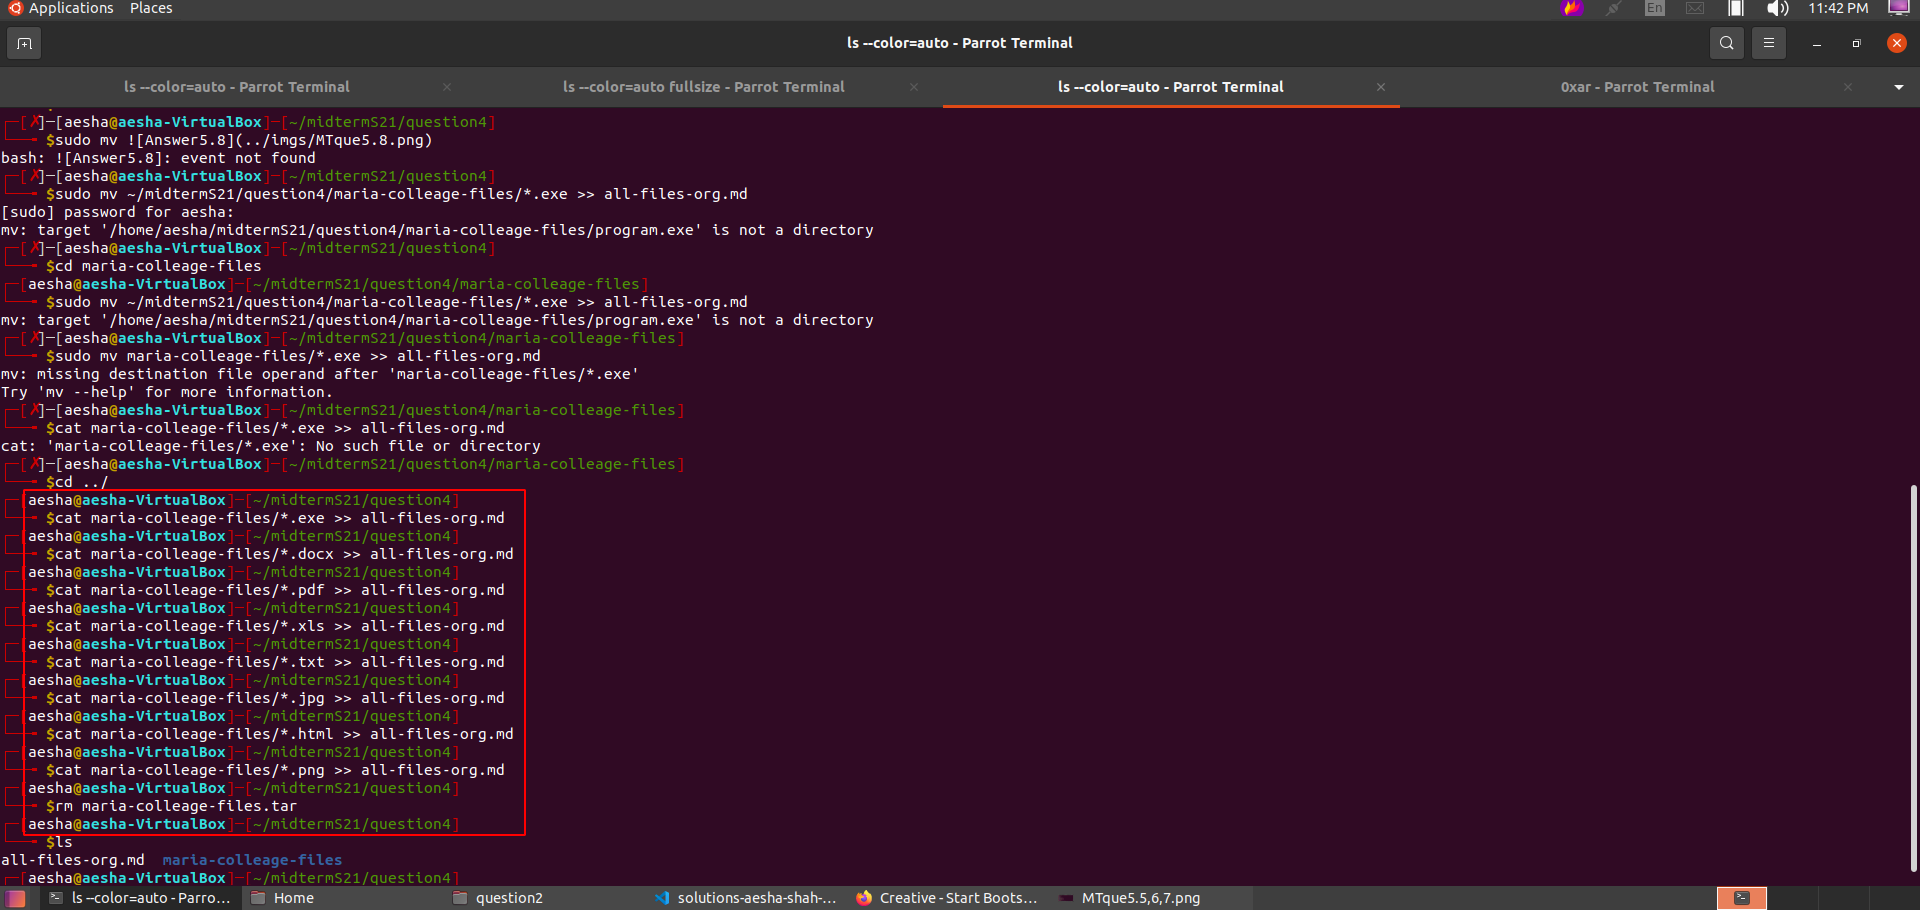 Applications Places En 11:42 PM
ls --color=auto - Parrot Terminal
ls --color=auto - Parrot Terminal ls --color=auto fullsize - Parrot Terminal ls --color=auto - Parrot Terminal 0xar - Parrot Terminal
[✗]─[aesha@aesha-VirtualBox]─[~/midtermS21/question4]
$sudo mv ![Answer5.8](../imgs/MTque5.8.png)
bash: ![Answer5.8]: event not found
[✗]─[aesha@aesha-VirtualBox]─[~/midtermS21/question4]
$sudo mv ~/midtermS21/question4/maria-colleage-files/*.exe >> all-files-org.md
[sudo] password for aesha:
mv: target '/home/aesha/midtermS21/question4/maria-colleage-files/program.exe' is not a directory
[✗]─[aesha@aesha-VirtualBox]─[~/midtermS21/question4]
$cd maria-colleage-files
[aesha@aesha-VirtualBox]─[~/midtermS21/question4/maria-colleage-files]
$sudo mv ~/midtermS21/question4/maria-colleage-files/*.exe >> all-files-org.md
mv: target '/home/aesha/midtermS21/question4/maria-colleage-files/program.exe' is not a directory
[✗]─[aesha@aesha-VirtualBox]─[~/midtermS21/question4/maria-colleage-files]
$sudo mv maria-colleage-files/*.exe >> all-files-org.md
mv: missing destination file operand after 'maria-colleage-files/*.exe'
Try 'mv --help' for more information.
[✗]─[aesha@aesha-VirtualBox]─[~/midtermS21/question4/maria-colleage-files]
$cat maria-colleage-files/*.exe >> all-files-org.md
cat: 'maria-colleage-files/*.exe': No such file or directory
[✗]─[aesha@aesha-VirtualBox]─[~/midtermS21/question4/maria-colleage-files]
$cd ../
[aesha@aesha-VirtualBox]─[~/midtermS21/question4]
$cat maria-colleage-files/*.exe >> all-files-org.md
[aesha@aesha-VirtualBox]─[~/midtermS21/question4]
$cat maria-colleage-files/*.docx >> all-files-org.md
[aesha@aesha-VirtualBox]─[~/midtermS21/question4]
$cat maria-colleage-files/*.pdf >> all-files-org.md
[aesha@aesha-VirtualBox]─[~/midtermS21/question4]
$cat maria-colleage-files/*.xls >> all-files-org.md
[aesha@aesha-VirtualBox]─[~/midtermS21/question4]
$cat maria-colleage-files/*.txt >> all-files-org.md
[aesha@aesha-VirtualBox]─[~/midtermS21/question4]
$cat maria-colleage-files/*.jpg >> all-files-org.md
[aesha@aesha-VirtualBox]─[~/midtermS21/question4]
$cat maria-colleage-files/*.html >> all-files-org.md
[aesha@aesha-VirtualBox]─[~/midtermS21/question4]
$cat maria-colleage-files/*.png >> all-files-org.md
[aesha@aesha-VirtualBox]─[~/midtermS21/question4]
$rm maria-colleage-files.tar
[aesha@aesha-VirtualBox]─[~/midtermS21/question4]
$ls
all-files-org.md maria-colleage-files
[aesha@aesha-VirtualBox]─[~/midtermS21/question4]
ls --color=auto - Parro... Home question2 solutions-aesha-shah-... Creative - Start Boots... MTque5.5,6,7.png